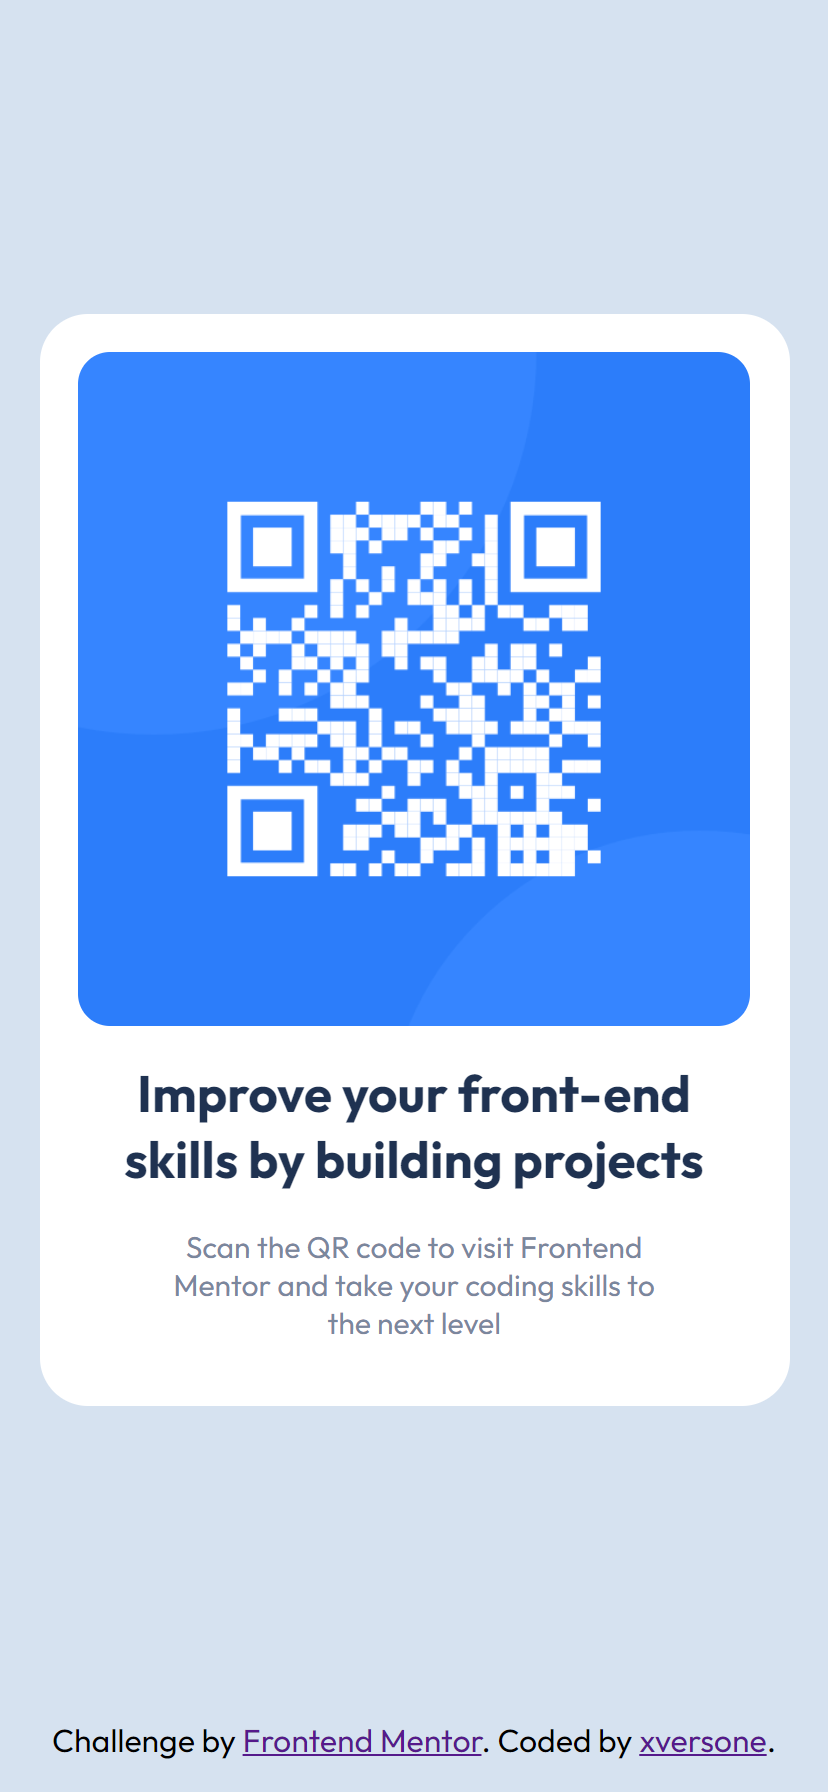 Improve your front-end
skills by building projects
Scan the QR code to visit Frontend
Mentor and take your coding skills to
the next level
Challenge by Frontend Mentor. Coded by xversone.